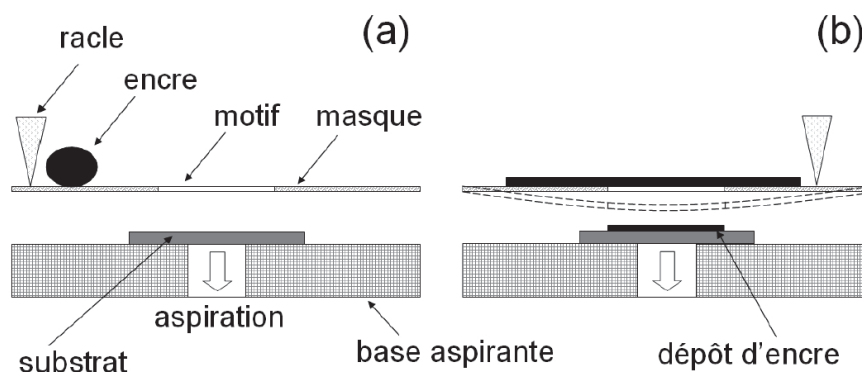 (a)
racle
encre
motif
masque
aspiration
substrat
base aspirante
(b)
dépôt d'encre